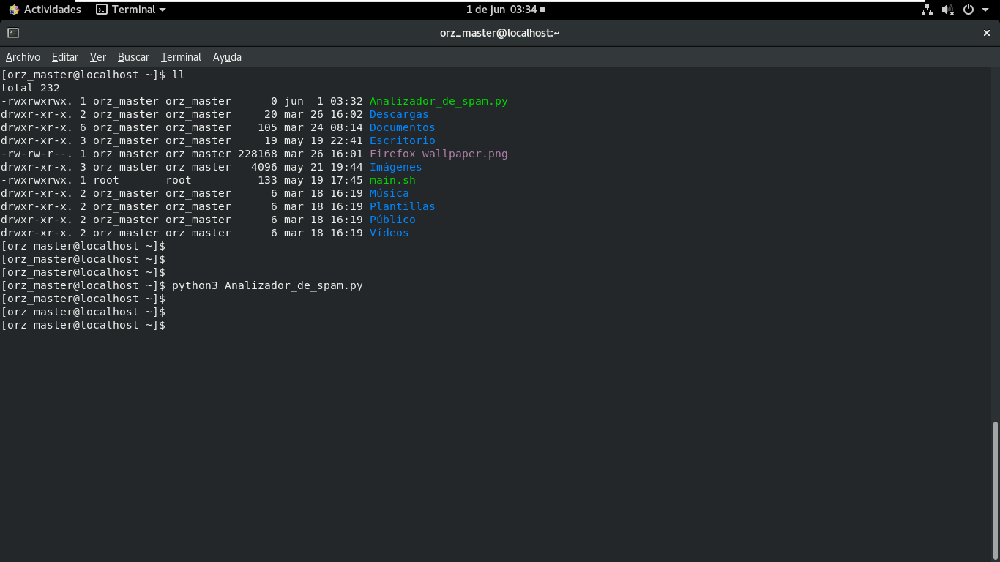 Actividades Terminal 1 de jun 03:34
orz_master@localhost:~
Archivo Editar Ver Buscar Terminal Ayuda
[orz_master@localhost ~]$ ll
total 232
-rwxrwxrwx. 1 orz_master orz_master      0 jun  1 03:32 Analizador_de_spam.py
drwxr-xr-x. 2 orz_master orz_master     20 mar 26 16:02 Descargas
drwxr-xr-x. 6 orz_master orz_master    105 mar 24 08:14 Documentos
drwxr-xr-x. 3 orz_master orz_master     19 may 19 22:41 Escritorio
-rw-rw-r--. 1 orz_master orz_master 228168 mar 26 16:01 Firefox_wallpaper.png
drwxr-xr-x. 3 orz_master orz_master   4096 may 21 19:44 Imágenes
-rwxrwxrwx. 1 root       root          133 may 19 17:45 main.sh
drwxr-xr-x. 2 orz_master orz_master      6 mar 18 16:19 Música
drwxr-xr-x. 2 orz_master orz_master      6 mar 18 16:19 Plantillas
drwxr-xr-x. 2 orz_master orz_master      6 mar 18 16:19 Público
drwxr-xr-x. 2 orz_master orz_master      6 mar 18 16:19 Vídeos
[orz_master@localhost ~]$
[orz_master@localhost ~]$
[orz_master@localhost ~]$
[orz_master@localhost ~]$ python3 Analizador_de_spam.py
[orz_master@localhost ~]$
[orz_master@localhost ~]$
[orz_master@localhost ~]$